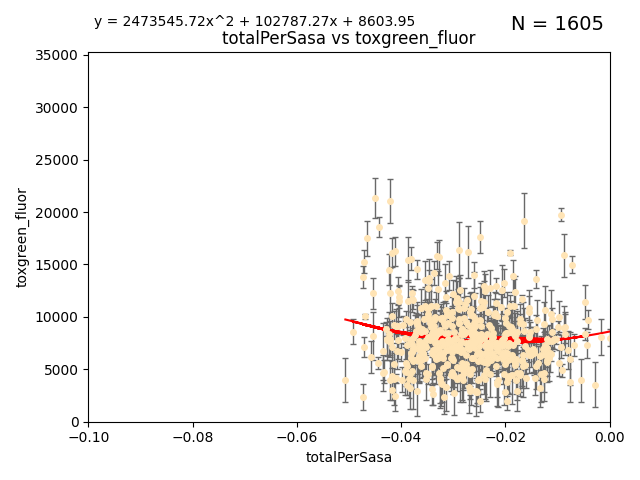 y = 2473545.72x^2 + 102787.27x + 8603.95
N = 1605
totalPerSasa vs toxgreen_fluor
35000
30000
25000
20000
15000
10000
5000
0
toxgreen_fluor
−0.10
−0.08
−0.06
−0.04
−0.02
0.00
totalPerSasa